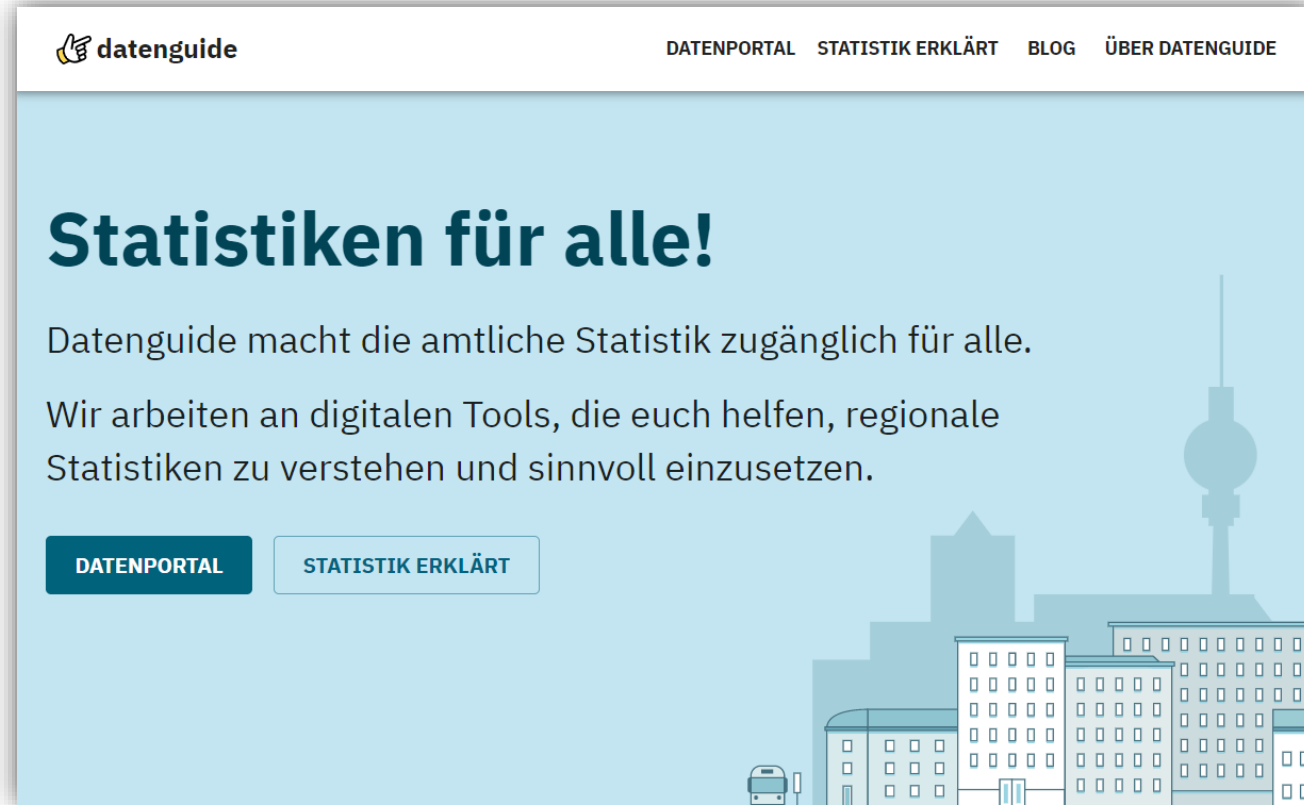 datenguide
DATENPORTAL STATISTIK ERKLÄRT BLOG ÜBER DATENGUIDE
Statistiken für alle!
Datenguide macht die amtliche Statistik zugänglich für alle.
Wir arbeiten an digitalen Tools, die euch helfen, regionale
Statistiken zu verstehen und sinnvoll einzusetzen.
DATENPORTAL STATISTIK ERKLÄRT